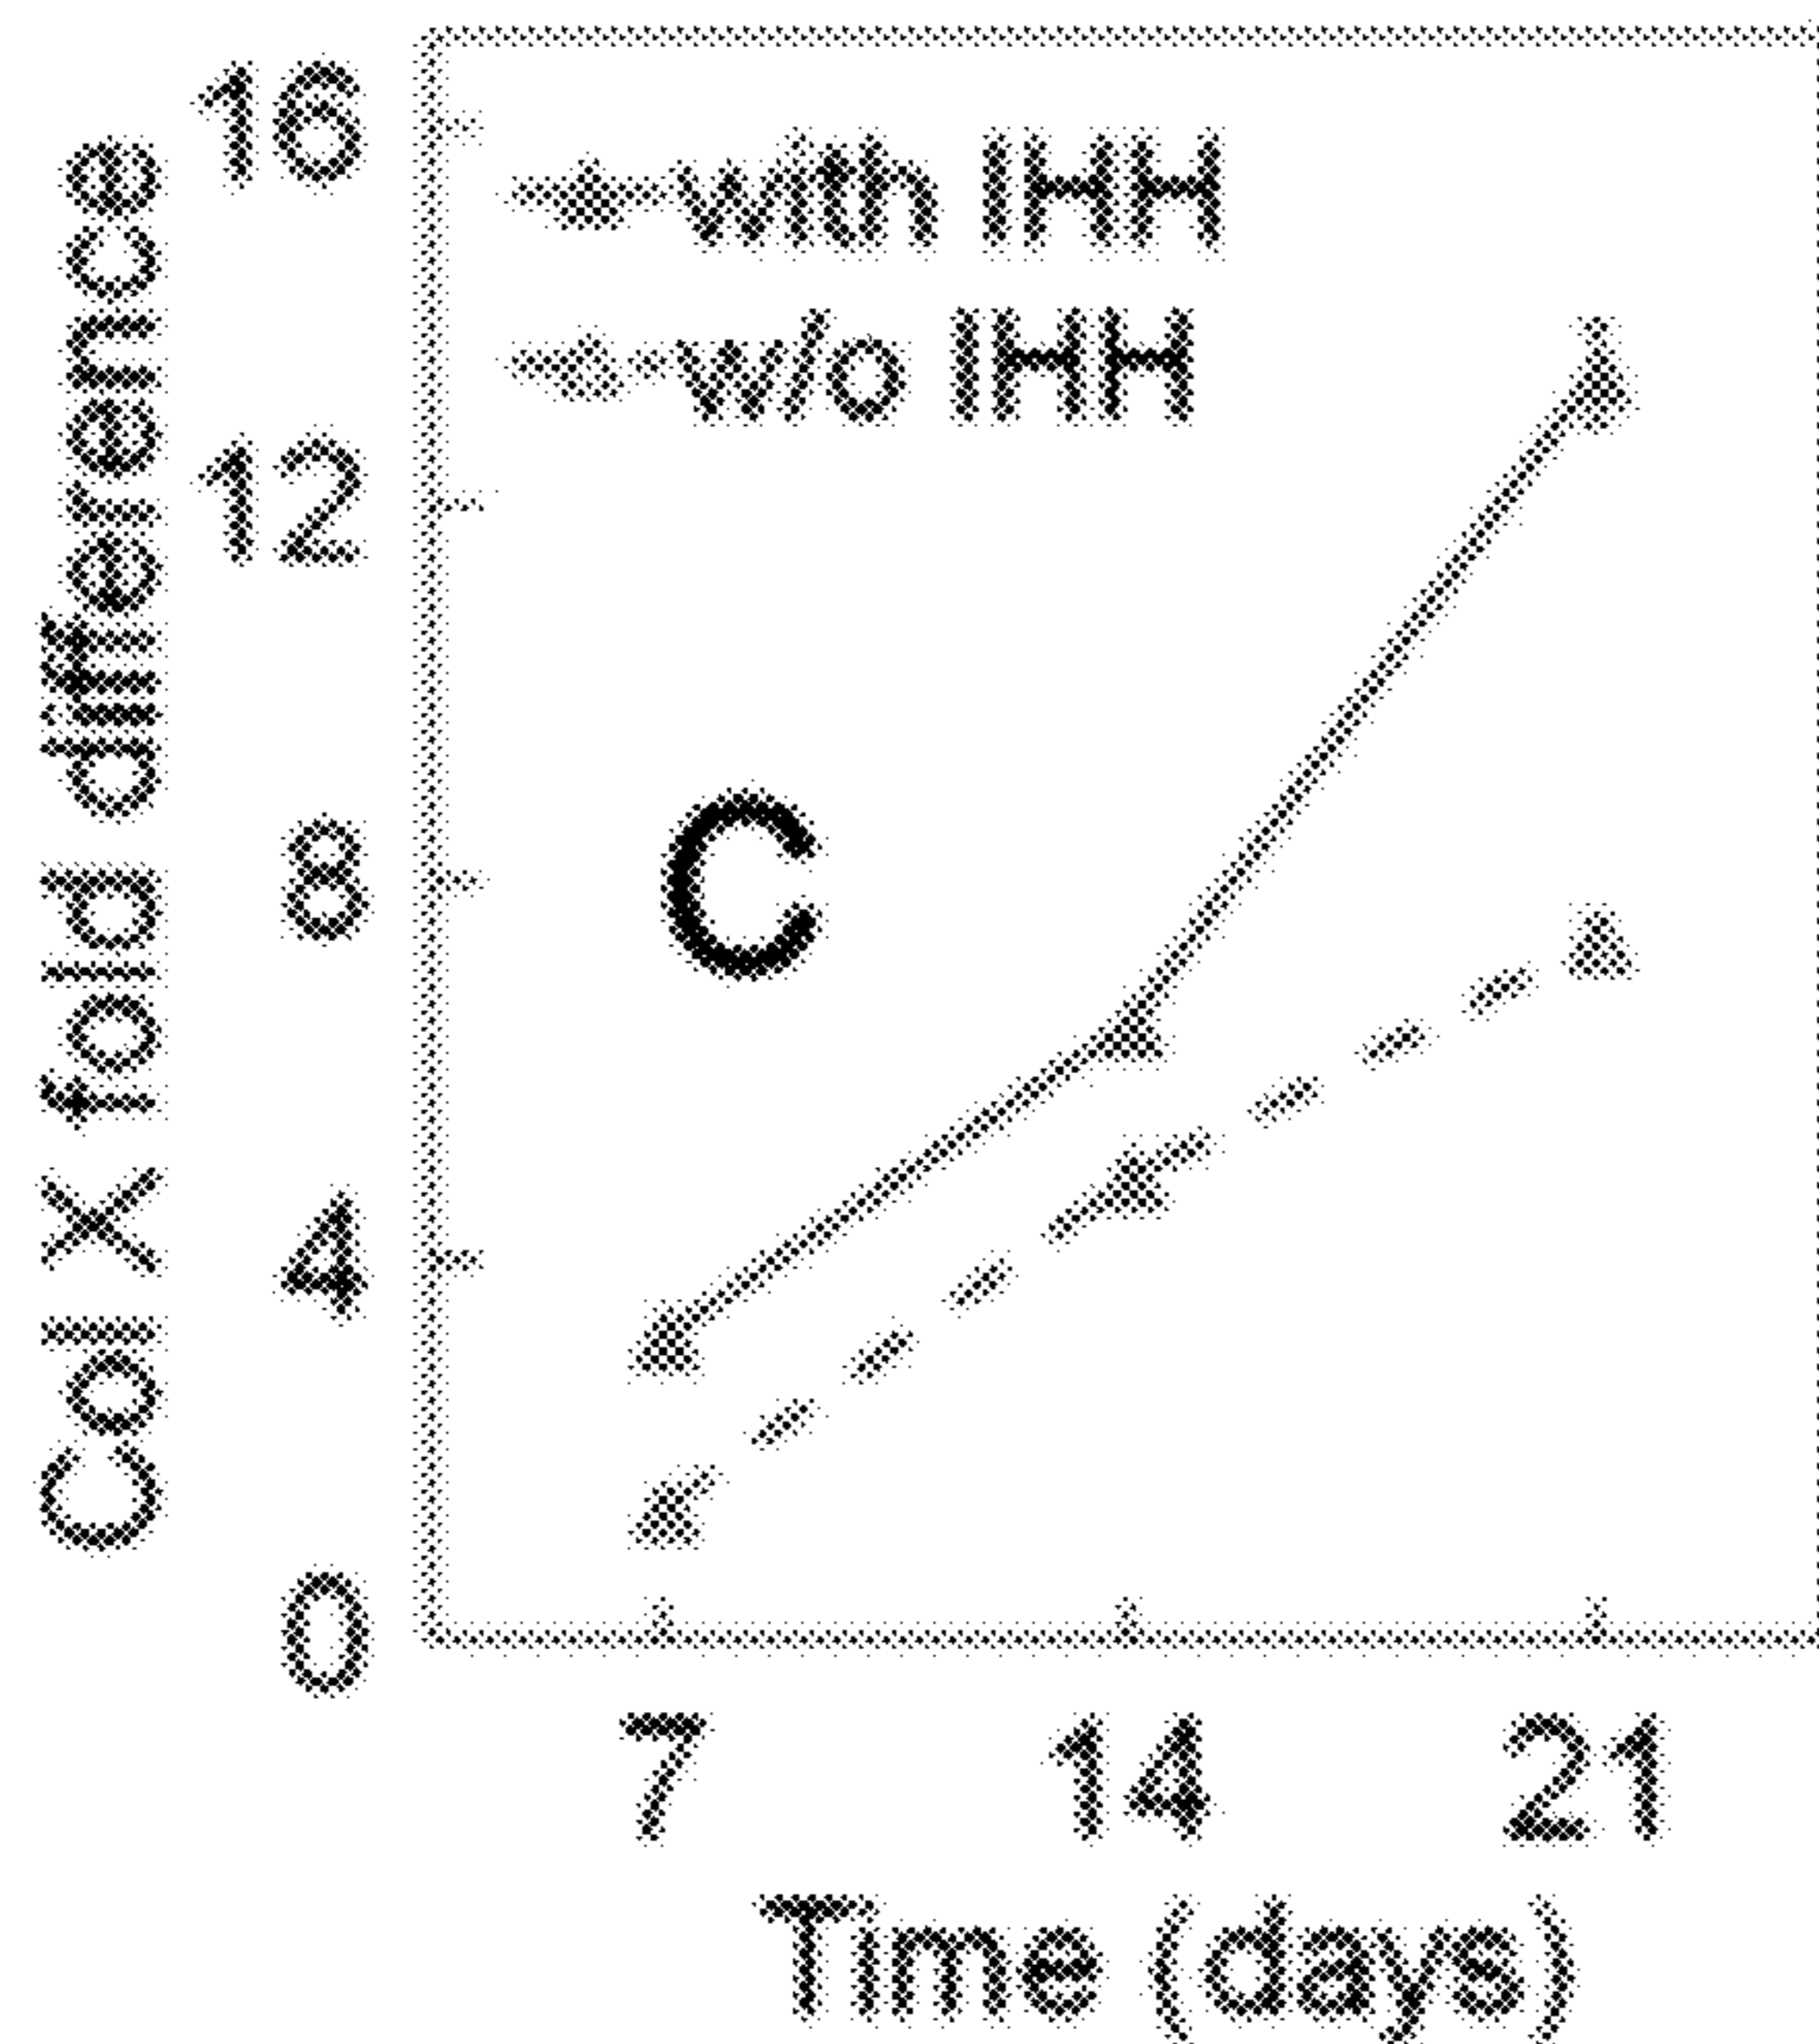 Col X fold difference
16
12
8
4
0
with IHH
w/o IHH
C
7 14 21
Time (days)